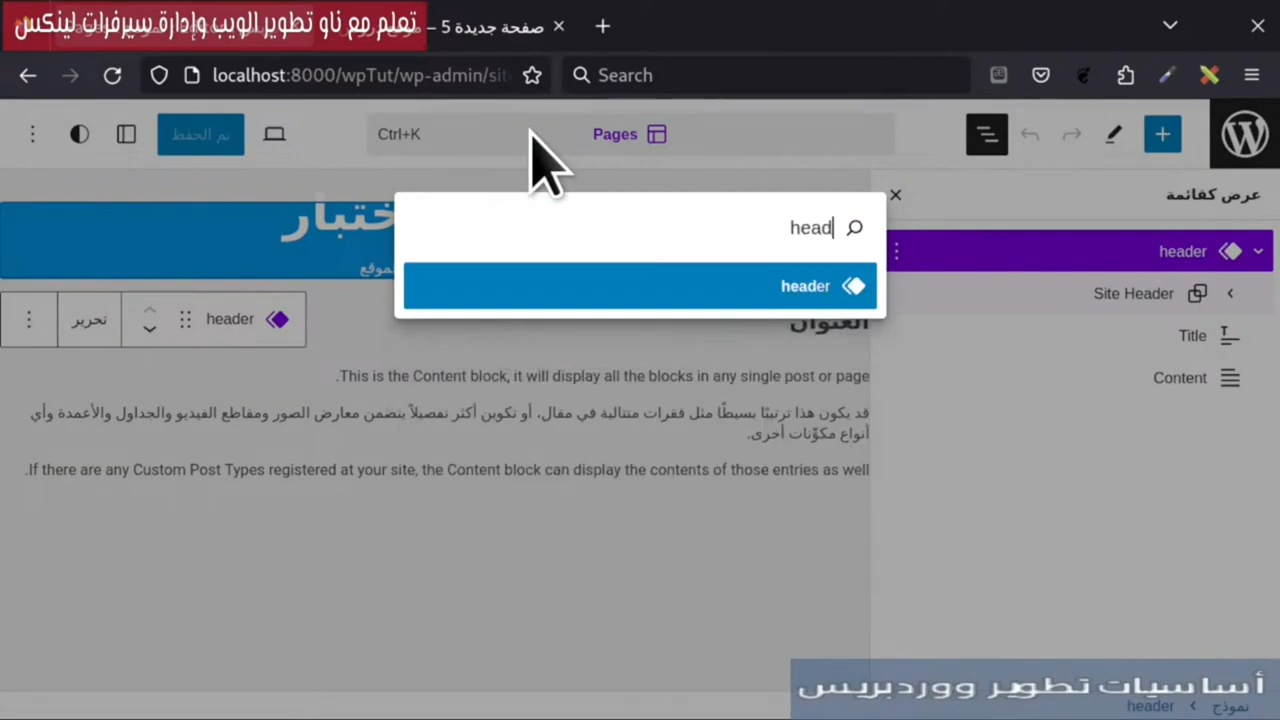 تعلم مع ناو تطوير الويب وإدارة سيرفرات لينكس
صفحة جديدة 5 –
localhost:8000/wpTut/wp-admin/sit
Search
تم الحفظ
Ctrl+K
Pages
عرض كقائمة
header
Site Header
Title
Content
head
header
ختبار
موقع
تحرير
header
العنوان
This is the Content block, it will display all the blocks in any single post or page.
قد يكون هذا ترتيبًا بسيطًا مثل فقرات متتالية في مقال، أو تكوين أكثر تفصيلاً يتضمن معارض الصور ومقاطع الفيديو والجداول والأعمدة وأي
أنواع مكوّنات أخرى.
If there are any Custom Post Types registered at your site, the Content block can display the contents of those entries as well.
أساسيات تطوير ووردبريس
نموذج
header